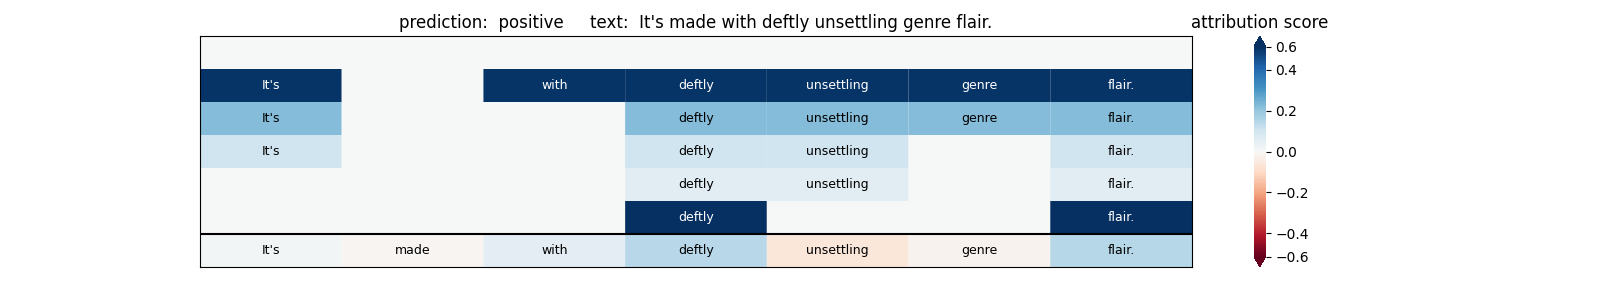 prediction:  positive     text:  It's made with deftly unsettling genre flair.
attribution score
It's with deftly unsettling genre flair.
It's deftly unsettling genre flair.
It's deftly unsettling flair.
deftly unsettling flair.
deftly flair.
It's made with deftly unsettling genre flair.
0.6
0.4
0.2
0.0
−0.2
−0.4
−0.6